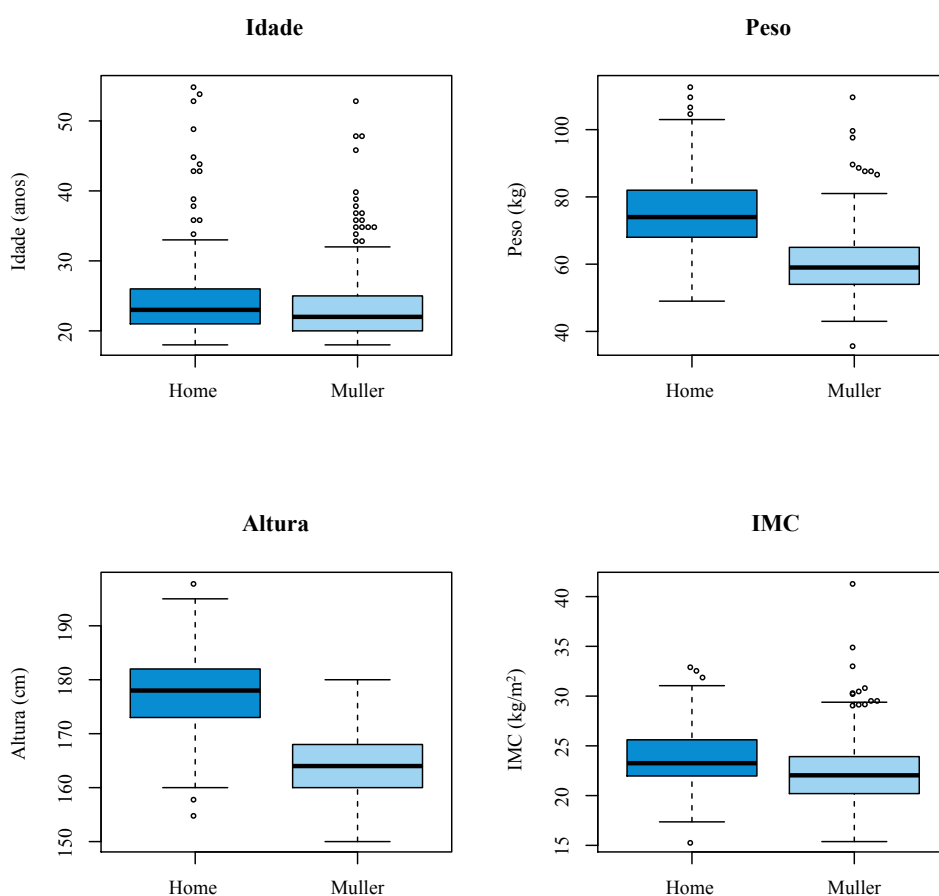 Idade
Idade (anos)
50
40
30
20
Home Muller
Peso
Peso (kg)
100
80
60
40
Home Muller
Altura
Altura (cm)
190
180
170
160
150
Home Muller
IMC
IMC (kg/m²)
40
35
30
25
20
15
Home Muller